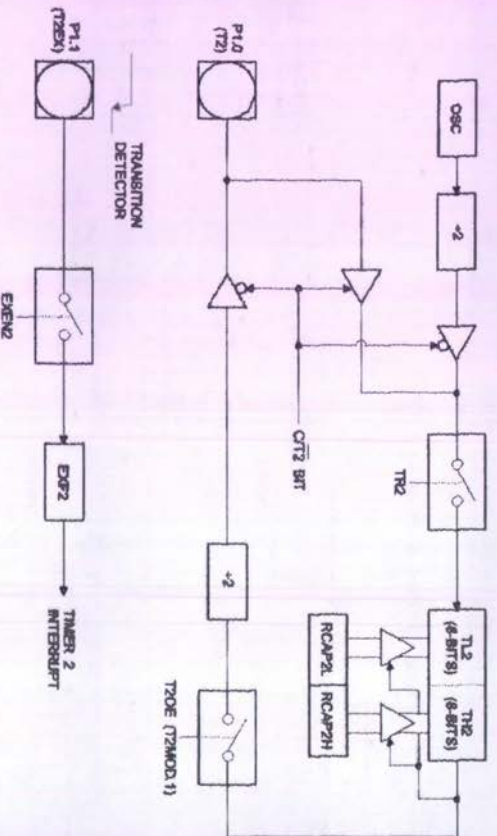 OSC
÷2
TR2
TL2
(8-BITS)
TH2
(8-BITS)
RCAP2L
RCAP2H
C/T̅2̅ BIT
P1.0
(T2)
÷2
T2OE (T2MOD.1)
TRANSITION
DETECTOR
P1.1
(T2EX)
EXF2
TIMER 2
INTERRUPT
EXEN2